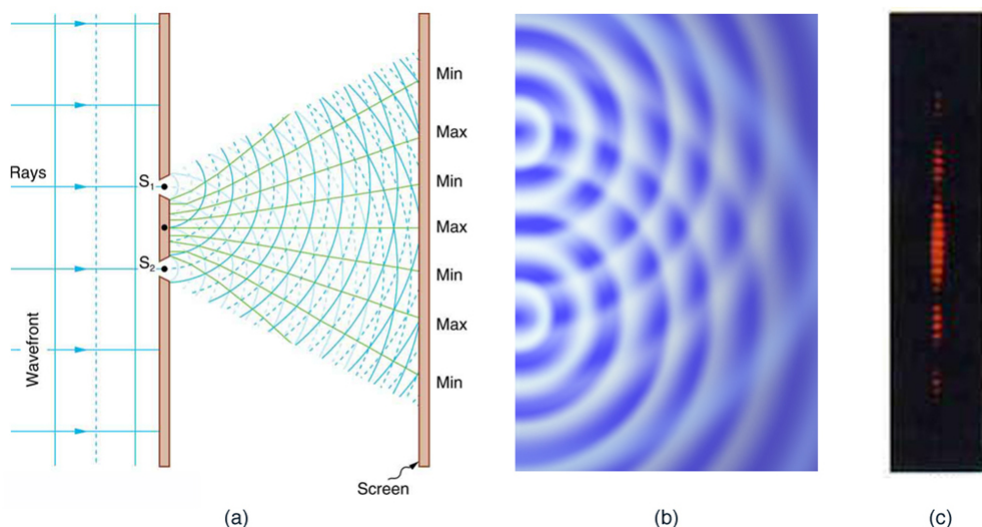 Min
Max
Rays
S1
Min
Max
S2
Min
Wavefront
Max
Min
Screen
(a)
(b)
(c)